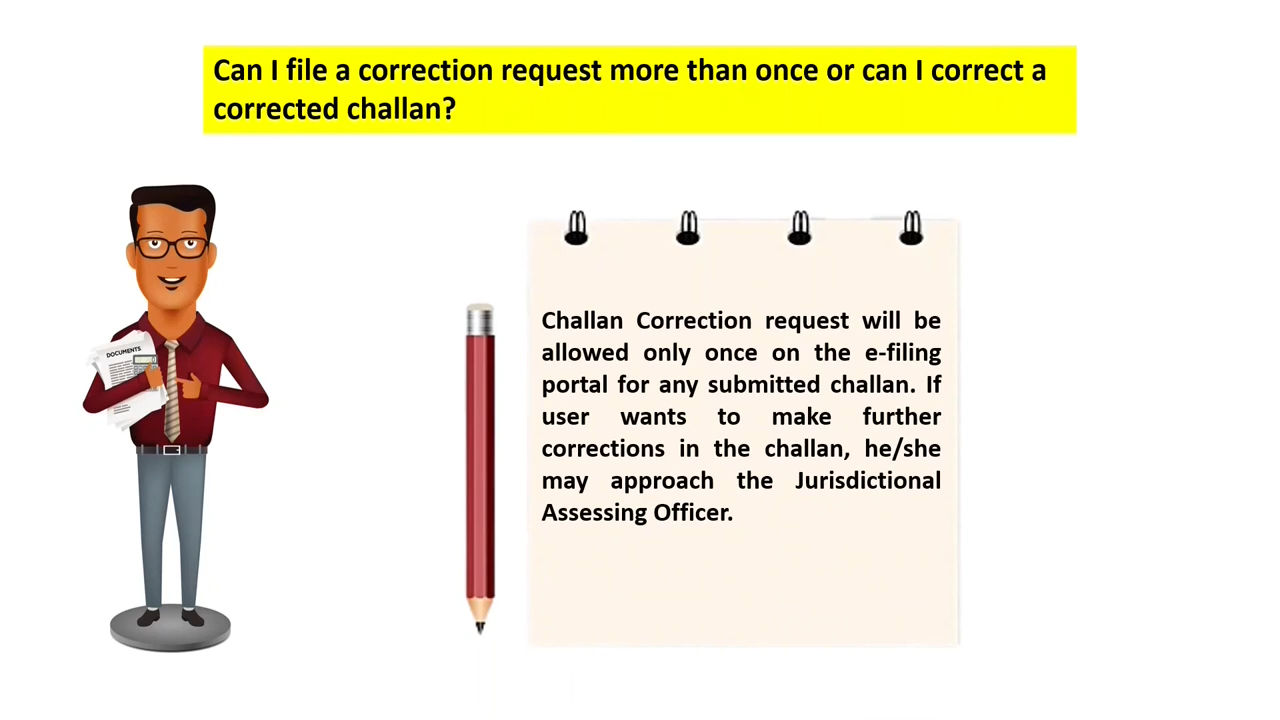 Can I file a correction request more than once or can I correct a
corrected challan?
DOCUMENTS
Challan Correction request will be
allowed only once on the e-filing
portal for any submitted challan. If
user wants to make further
corrections in the challan, he/she
may approach the Jurisdictional
Assessing Officer.